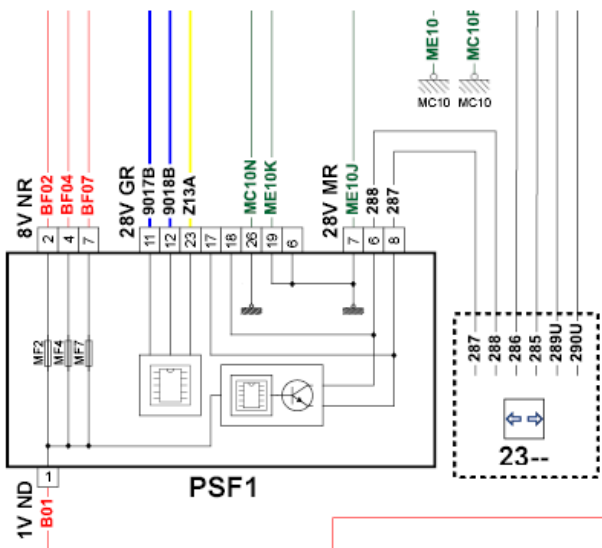 ME10
MC10F
MC10 MC10
8V NR
BF02
BF04
BF07
28V GR
9017B
9018B
Z13A
MC10N
ME10K
28V MR
ME10J
288
287
2 4 7 11 12 23 17 18 26 19 6 7 6 8
MF2
MF4
MF7
287
288
286
285
289U
290U
23--
1
PSF1
1V ND
B01